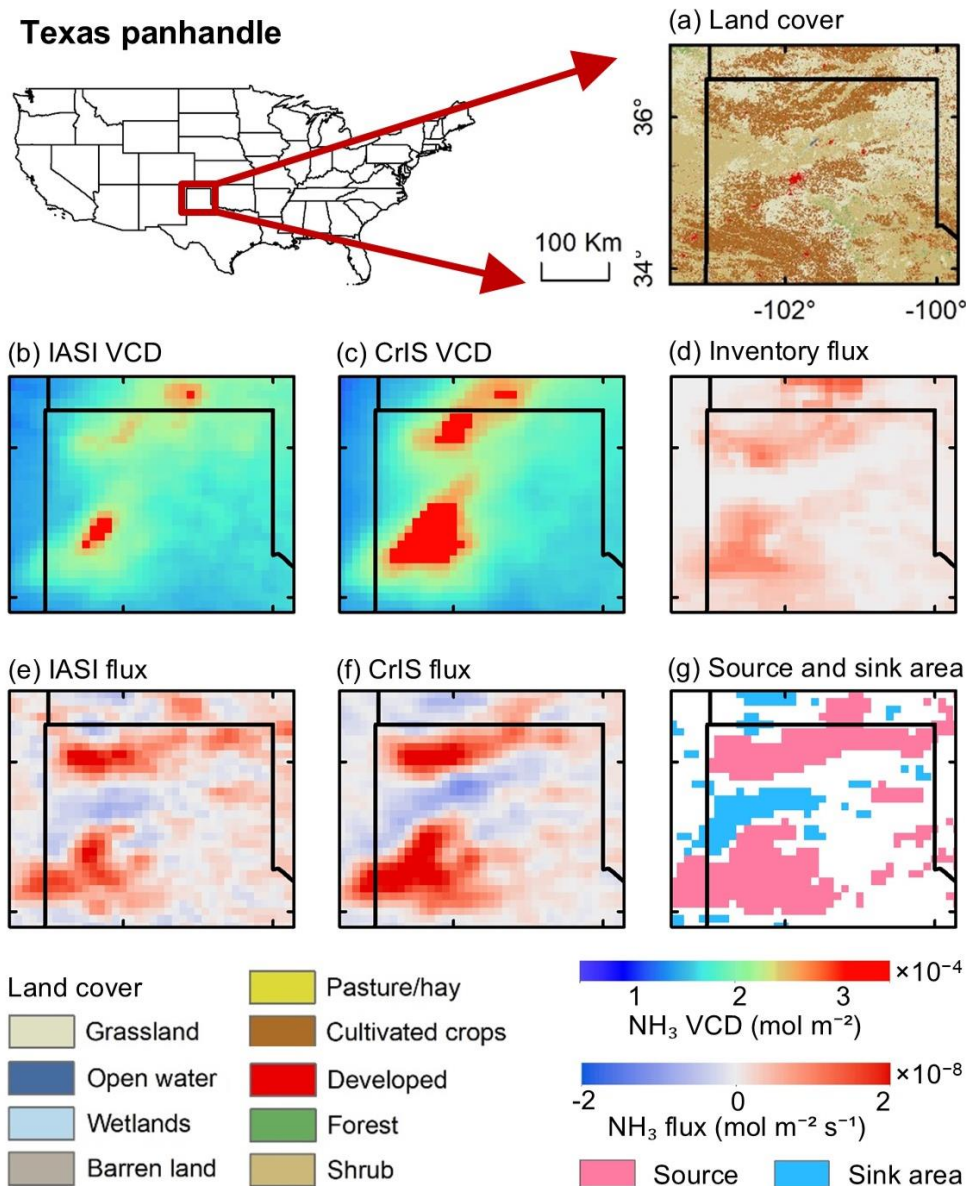 Texas panhandle
(a) Land cover
36°
34°
100 Km
-102°
-100°
(b) IASI VCD
(c) CrIS VCD
(d) Inventory flux
(e) IASI flux
(f) CrIS flux
(g) Source and sink area
Land cover
Grassland
Open water
Wetlands
Barren land
Pasture/hay
Cultivated crops
Developed
Forest
Shrub
×10⁻⁴
1 2 3
NH₃ VCD (mol m⁻²)
×10⁻⁸
-2 0 2
NH₃ flux (mol m⁻² s⁻¹)
Source
Sink area